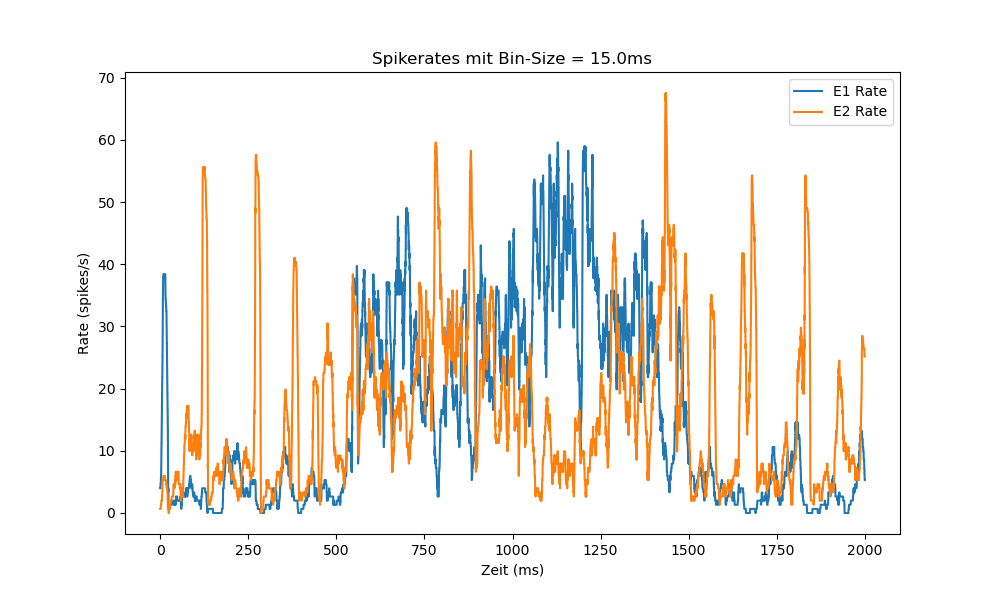 Spikerates mit Bin-Size = 15.0ms
E1 Rate
E2 Rate
Rate (spikes/s)
70
60
50
40
30
20
10
0
0 250 500 750 1000 1250 1500 1750 2000
Zeit (ms)